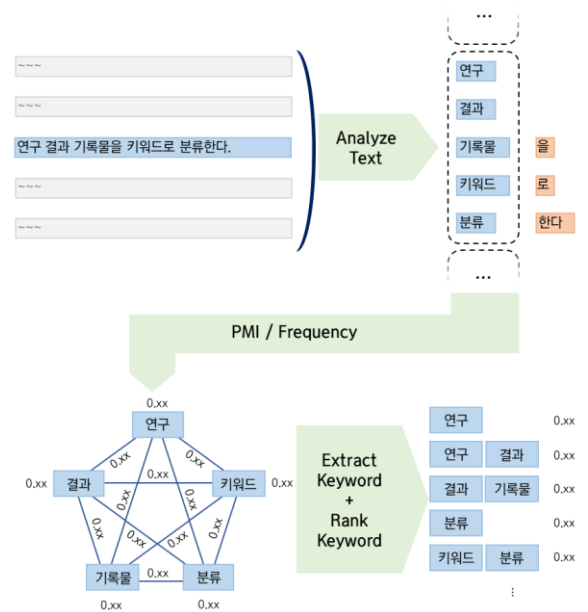 ...
~~~
연구
~~~
결과
연구 결과 기록물을 키워드로 분류한다.
Analyze
Text
기록물 을
~~~
키워드 로
~~~
분류 한다
...
PMI / Frequency
0.xx
연구
0.xx 0.xx
0.xx 결과 0.xx 키워드 0.xx
0.xx 0.xx
0.xx 0.xx 0.xx 0.xx
기록물 0.xx 분류
0.xx 0.xx
Extract
Keyword
+
Rank
Keyword
연구 0.xx
연구 결과 0.xx
결과 기록물 0.xx
분류 0.xx
키워드 분류 0.xx
⋮